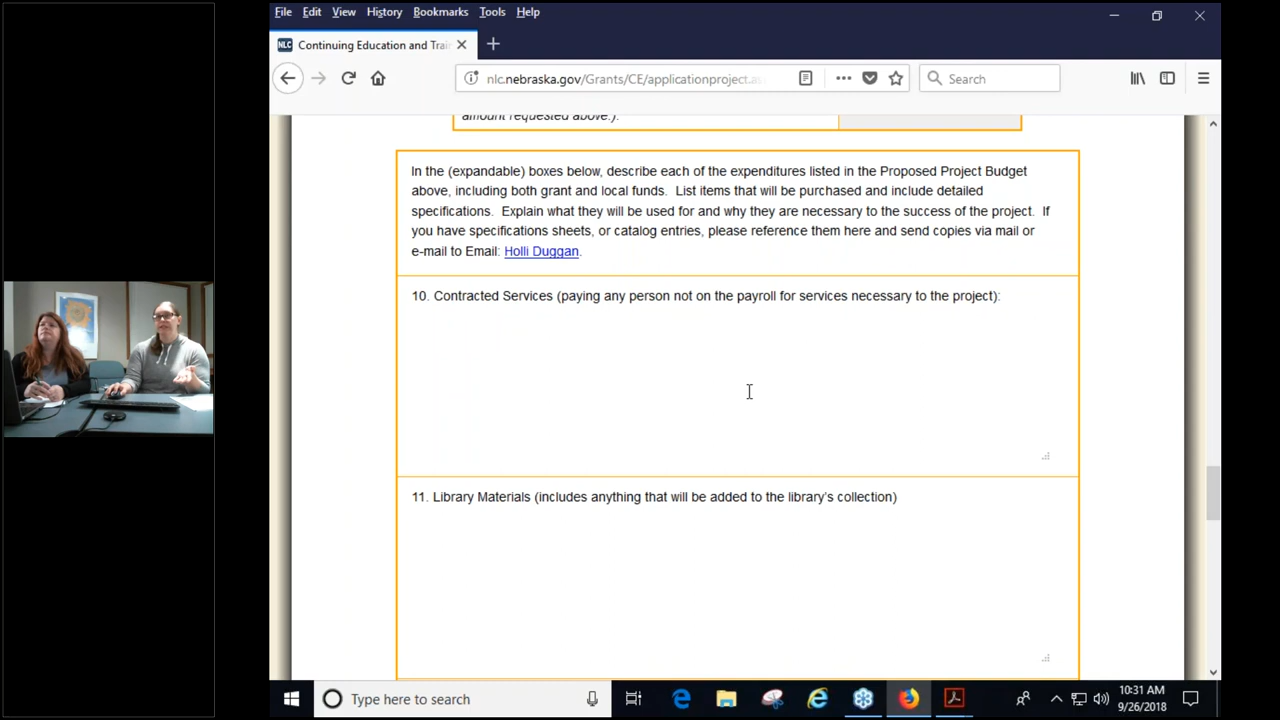 File Edit View History Bookmarks Tools Help
NLC Continuing Education and Trai
nlc.nebraska.gov/Grants/CE/applicationproject.as
Search
amount requested above.).
In the (expandable) boxes below, describe each of the expenditures listed in the Proposed Project Budget
above, including both grant and local funds. List items that will be purchased and include detailed
specifications. Explain what they will be used for and why they are necessary to the success of the project. If
you have specifications sheets, or catalog entries, please reference them here and send copies via mail or
e-mail to Email: Holli Duggan.
10. Contracted Services (paying any person not on the payroll for services necessary to the project):
11. Library Materials (includes anything that will be added to the library's collection)
Type here to search
10:31 AM
9/26/2018